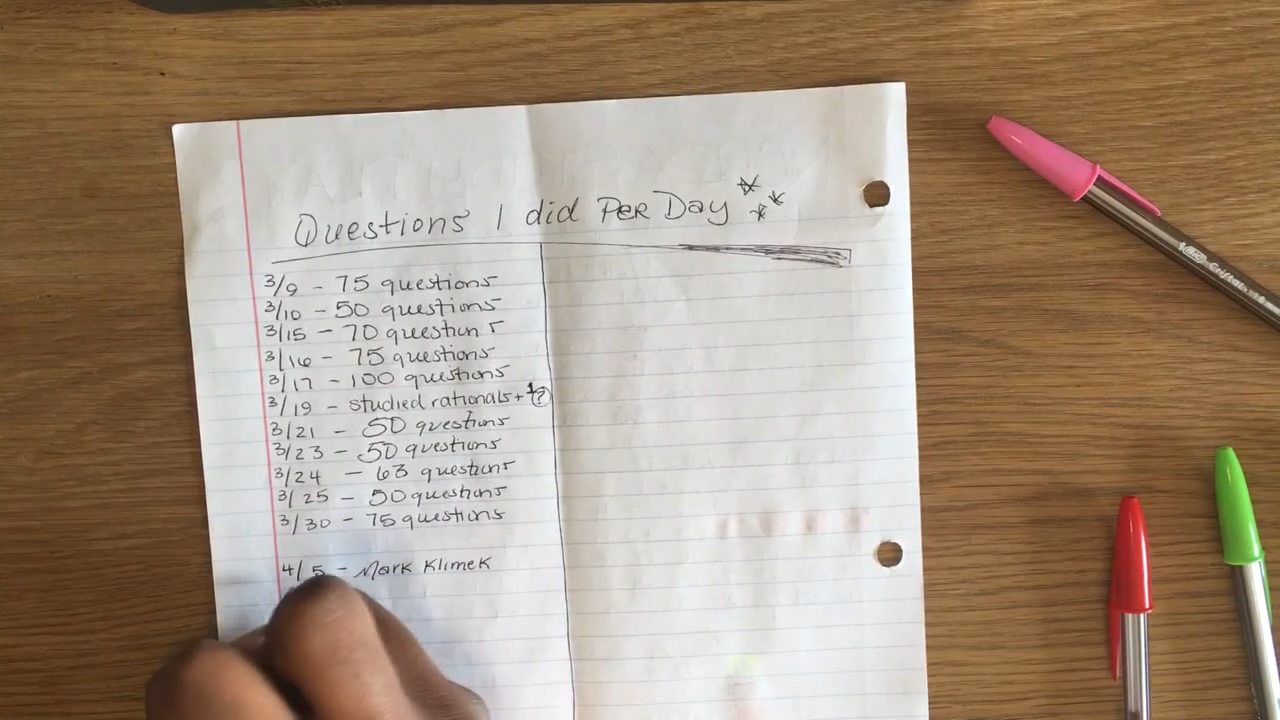 Questions I did Per Day
3/9 - 75 questions
3/10 - 50 questions
3/15 - 70 questions
3/16 - 75 questions
3/17 - 100 questions
3/19 - studied rationals + ?
3/21 - 50 questions
3/23 - 50 questions
3/24 - 63 questions
3/25 - 50 questions
3/30 - 75 questions
4/5 - Mark Klimek
BIC Cristal